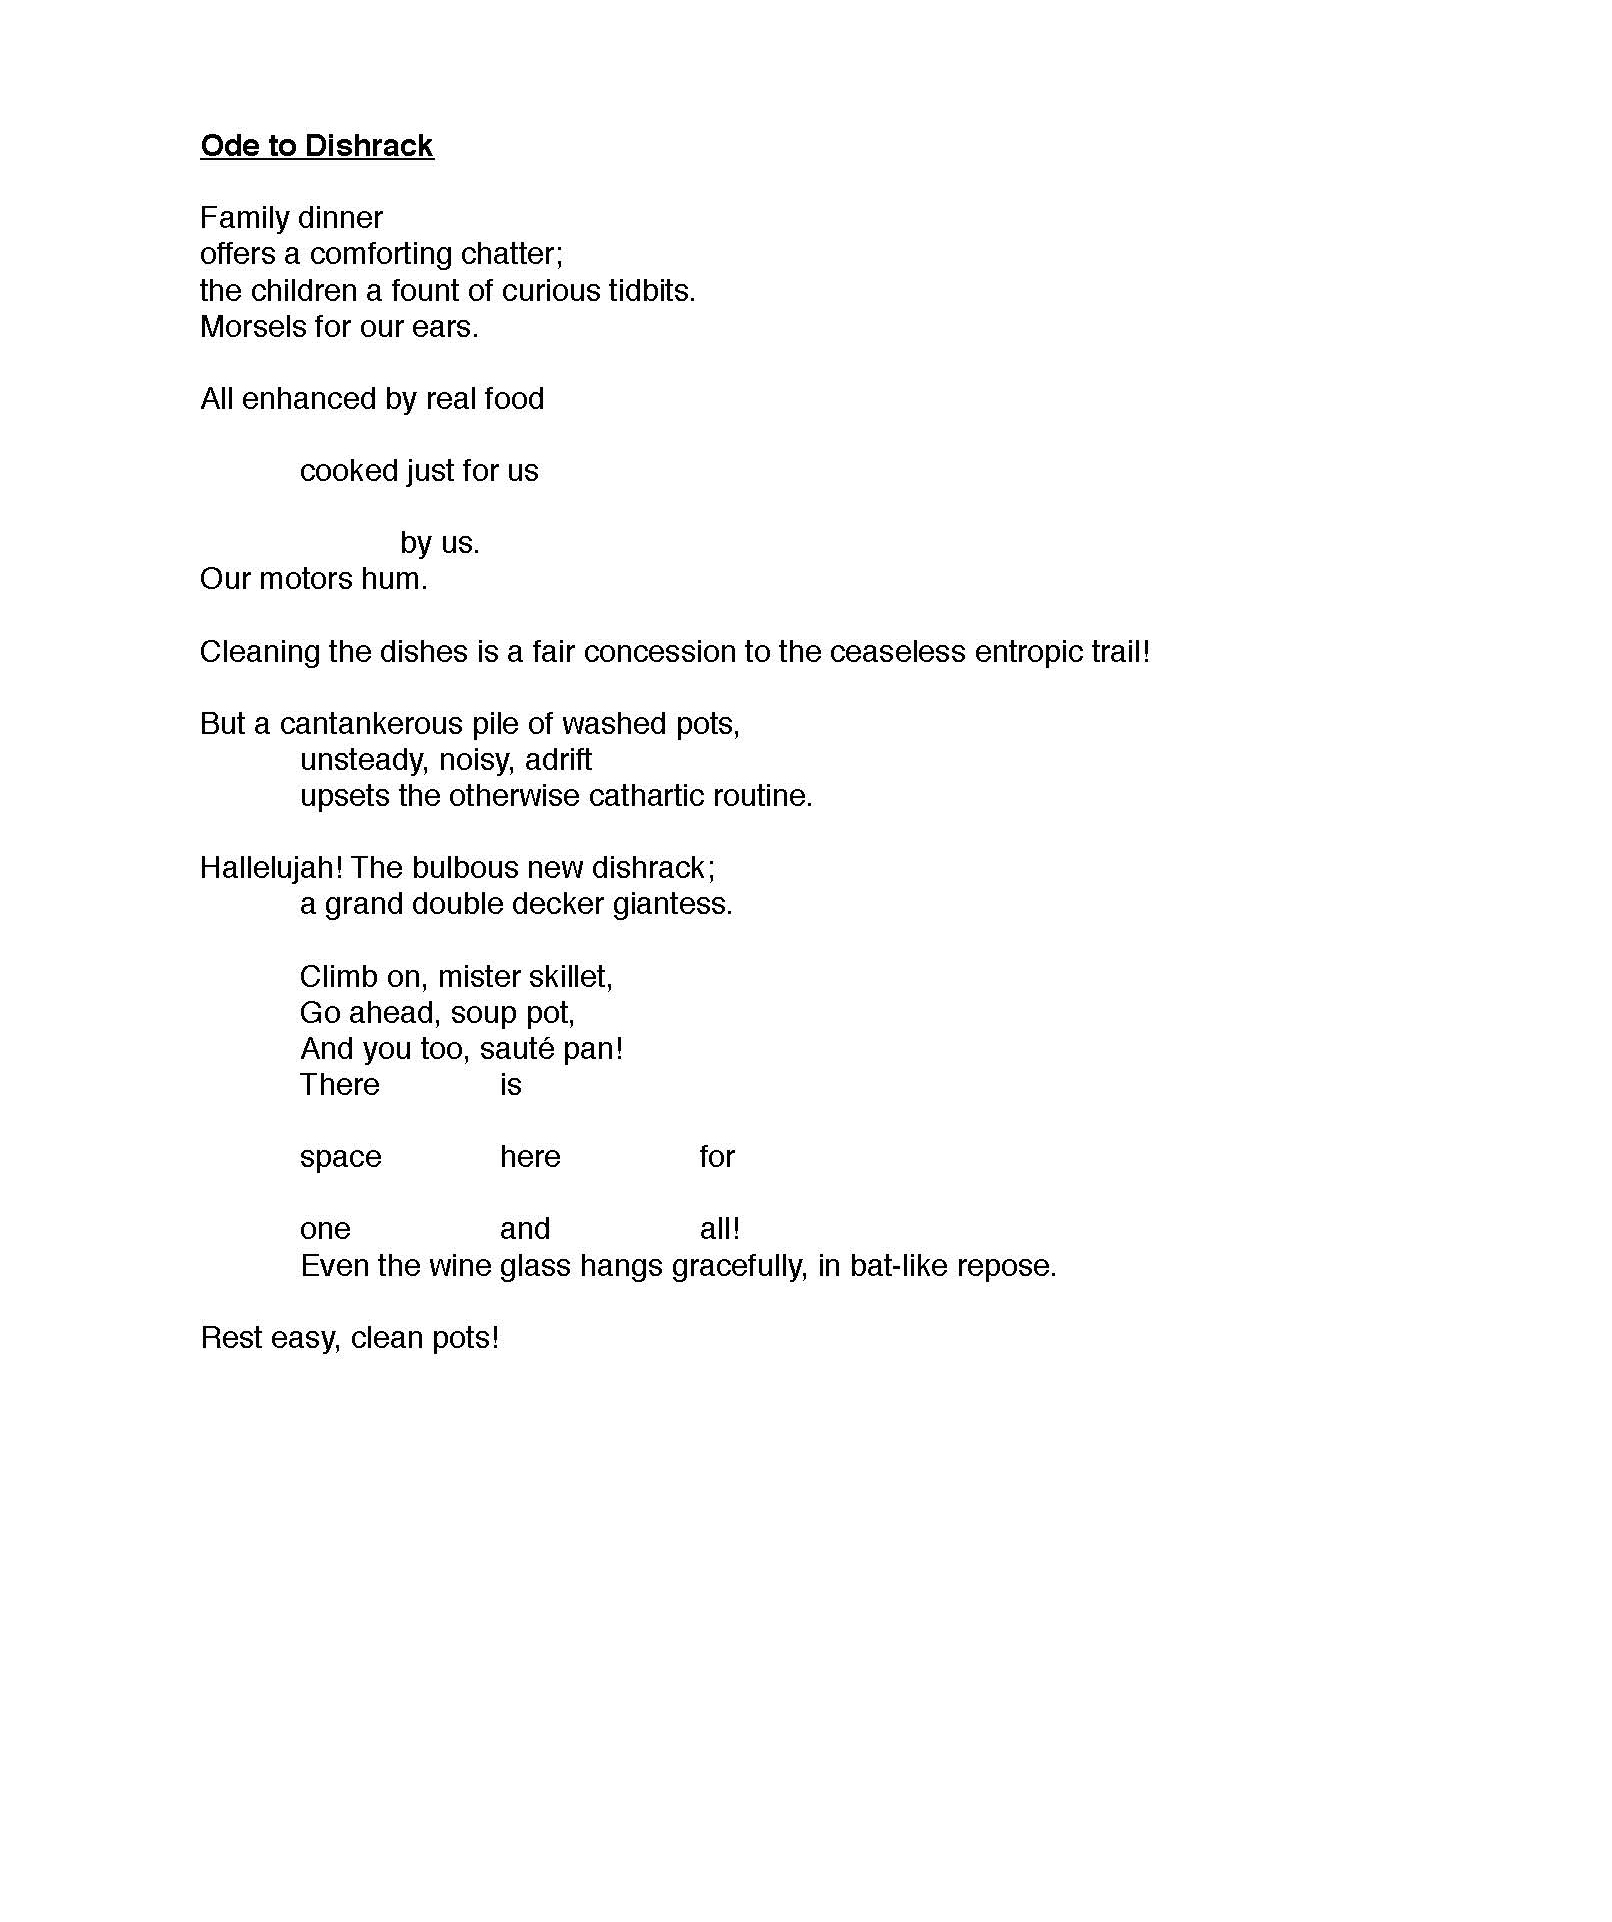 Ode to Dishrack
Family dinner
offers a comforting chatter;
the children a fount of curious tidbits.
Morsels for our ears.
All enhanced by real food
cooked just for us
by us.
Our motors hum.
Cleaning the dishes is a fair concession to the ceaseless entropic trail!
But a cantankerous pile of washed pots,
unsteady, noisy, adrift
upsets the otherwise cathartic routine.
Hallelujah! The bulbous new dishrack;
a grand double decker giantess.
Climb on, mister skillet,
Go ahead, soup pot,
And you too, sauté pan!
There is
space here for
one and all!
Even the wine glass hangs gracefully, in bat-like repose.
Rest easy, clean pots!